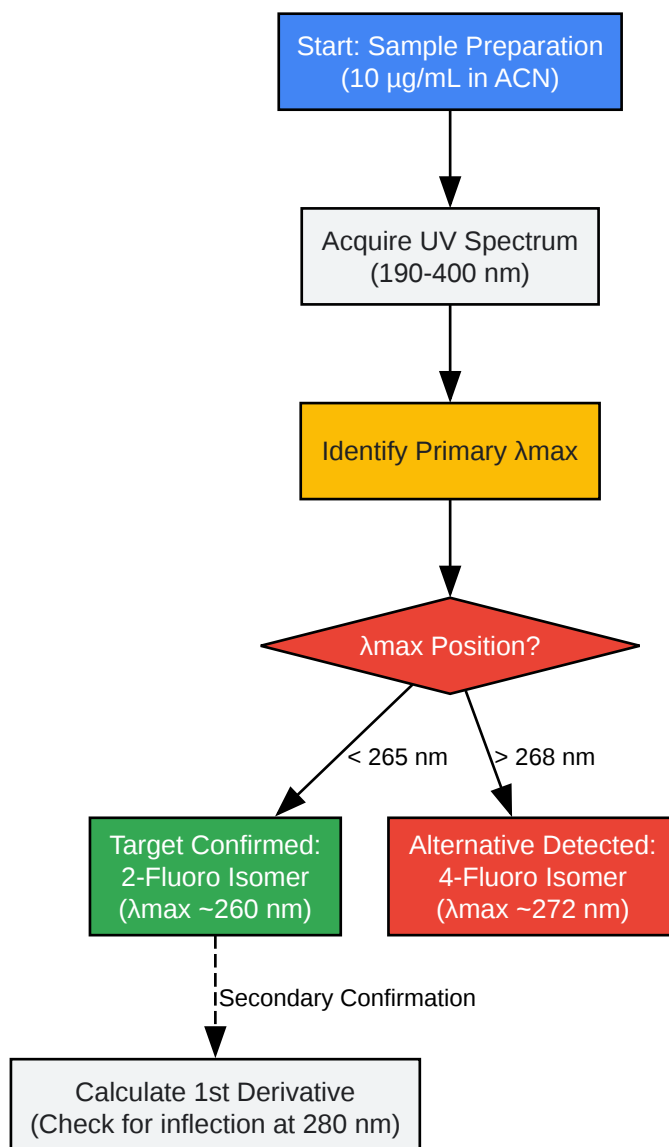 Start: Sample Preparation
(10 µg/mL in ACN)
Acquire UV Spectrum
(190-400 nm)
Identify Primary λmax
λmax Position?
< 265 nm
> 268 nm
Target Confirmed:
2-Fluoro Isomer
(λmax ~260 nm)
Alternative Detected:
4-Fluoro Isomer
(λmax ~272 nm)
Secondary Confirmation
Calculate 1st Derivative
(Check for inflection at 280 nm)